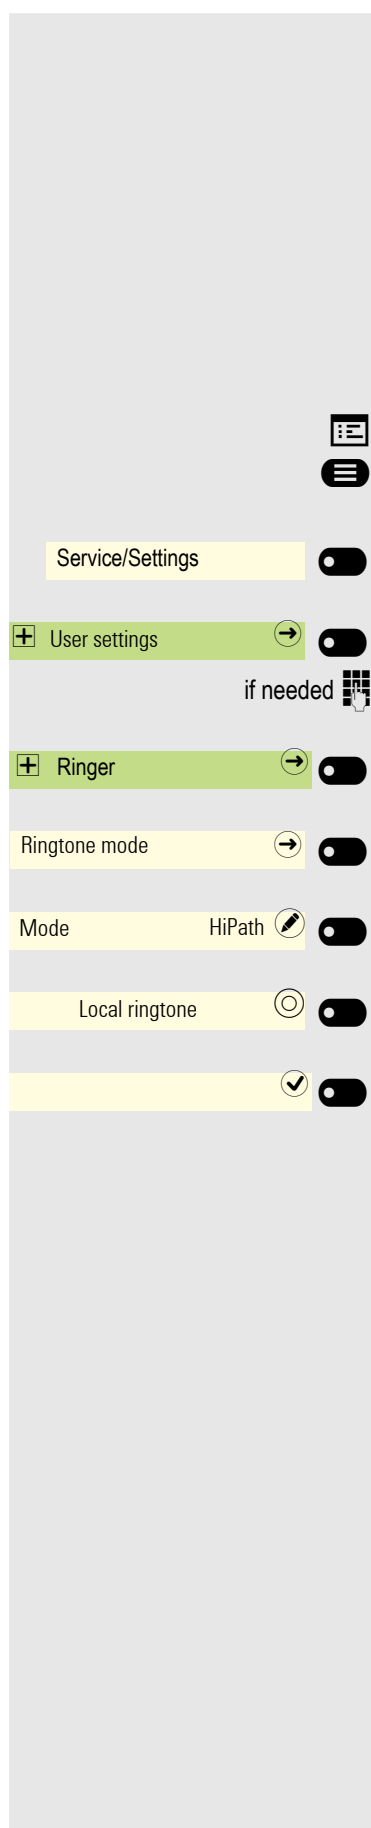 Service/Settings
User settings
if needed
Ringer
Ringtone mode
Mode HiPath
Local ringtone